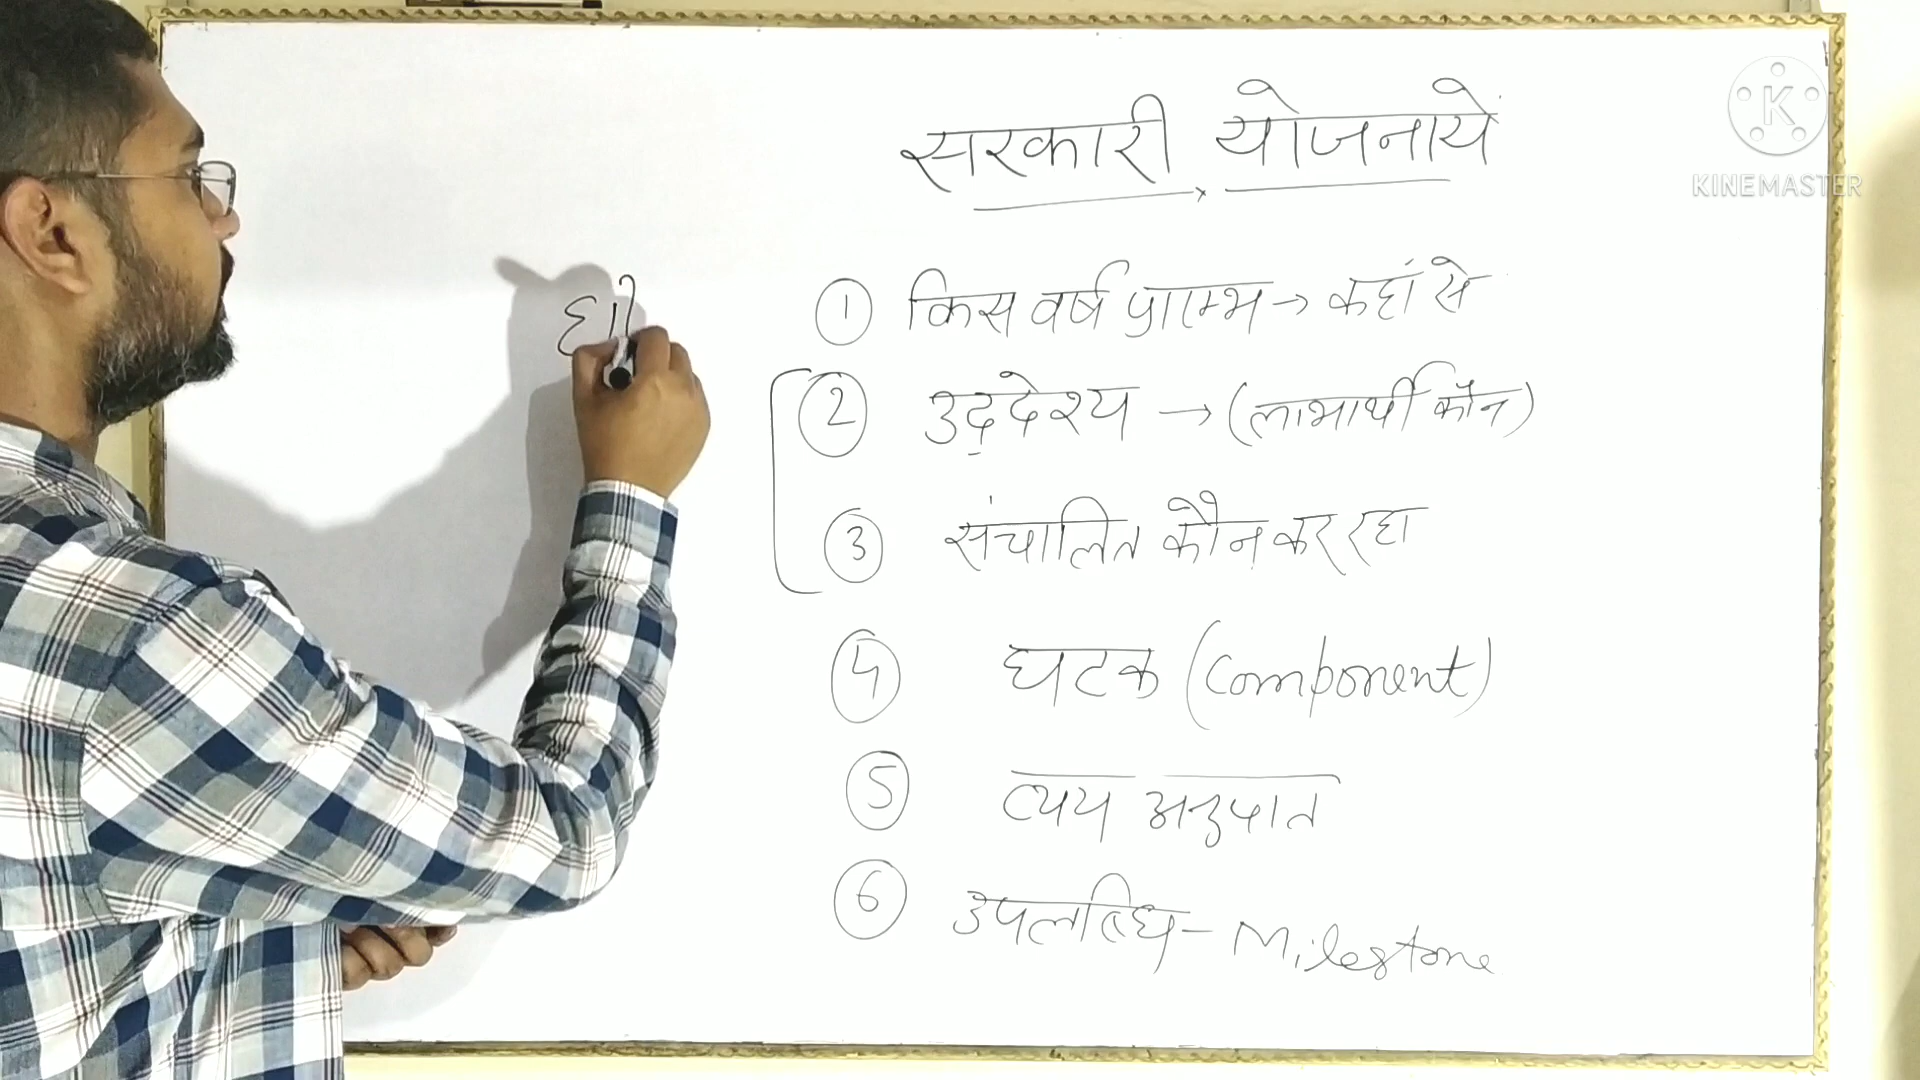 सरकारी योजनायें
K
KINEMASTER
① किस वर्ष प्रारम्भ → कहां से
② उद्देश्य → (लाभार्थी कौन)
③ संचालित कौन कर रहा
④ घटक (Component)
⑤ व्यय अनुपात
⑥ उपलब्धि - Milestone